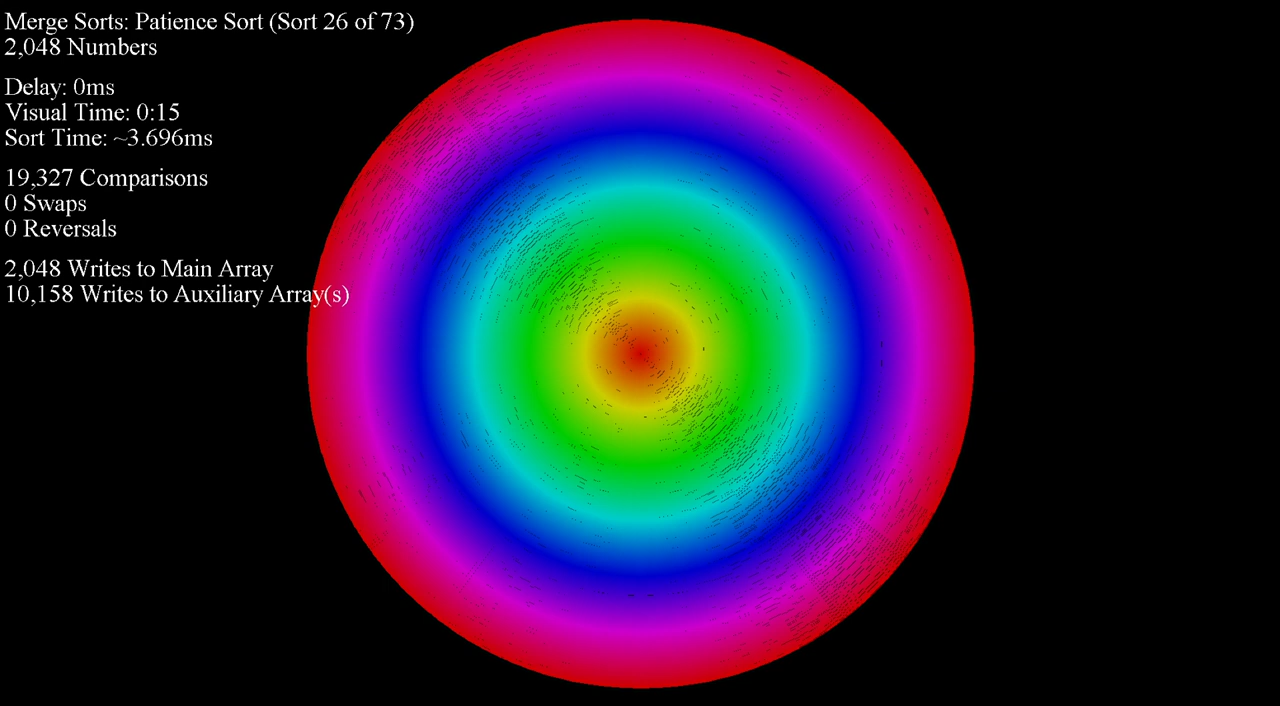 Merge Sorts: Patience Sort (Sort 26 of 73)
2,048 Numbers
Delay: 0ms
Visual Time: 0:15
Sort Time: ~3.696ms
19,327 Comparisons
0 Swaps
0 Reversals
2,048 Writes to Main Array
10,158 Writes to Auxiliary Array(s)